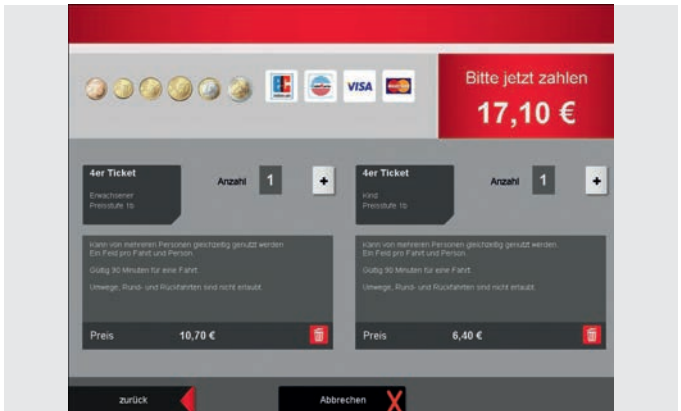 EC
VISA
Bitte jetzt zahlen
17,10 €
4er Ticket
Erwachsener
Preisstufe 1b
Anzahl 1 +
4er Ticket
Kind
Preisstufe 1b
Anzahl 1 +
Kann von mehreren Personen gleichzeitig genutzt werden.
Ein Feld pro Fahrt und Person.
Gültig 90 Minuten für eine Fahrt.
Umwege, Rund- und Rückfahrten sind nicht erlaubt.
Preis 10,70 €
Kann von mehreren Personen gleichzeitig genutzt werden.
Ein Feld pro Fahrt und Person.
Gültig 90 Minuten für eine Fahrt.
Umwege, Rund- und Rückfahrten sind nicht erlaubt.
Preis 6,40 €
zurück
Abbrechen X